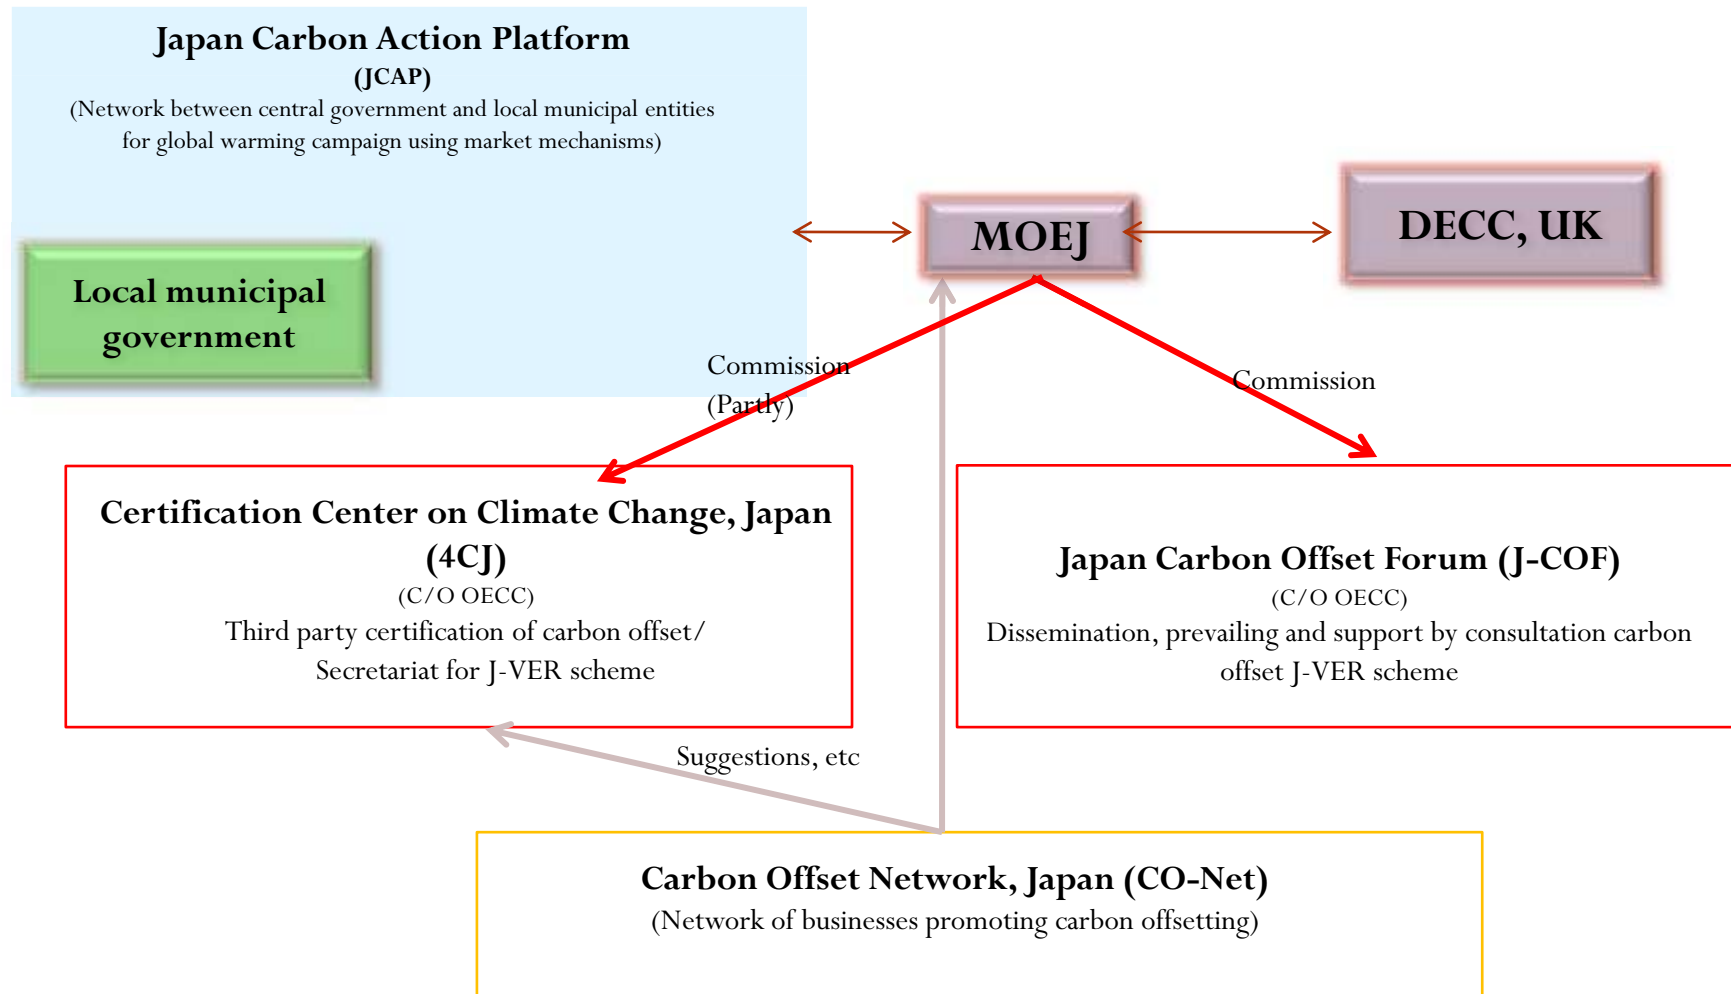 Japan Carbon Action Platform
(JCAP)
(Network between central government and local municipal entities
for global warming campaign using market mechanisms)
MOEJ
DECC, UK
Local municipal
government
Commission
(Partly)
Commission
Certification Center on Climate Change, Japan
(4CJ)
(C/O OECC)
Third party certification of carbon offset/
Secretariat for J-VER scheme
Japan Carbon Offset Forum (J-COF)
(C/O OECC)
Dissemination, prevailing and support by consultation carbon
offset J-VER scheme
Suggestions, etc
Carbon Offset Network, Japan (CO-Net)
(Network of businesses promoting carbon offsetting)